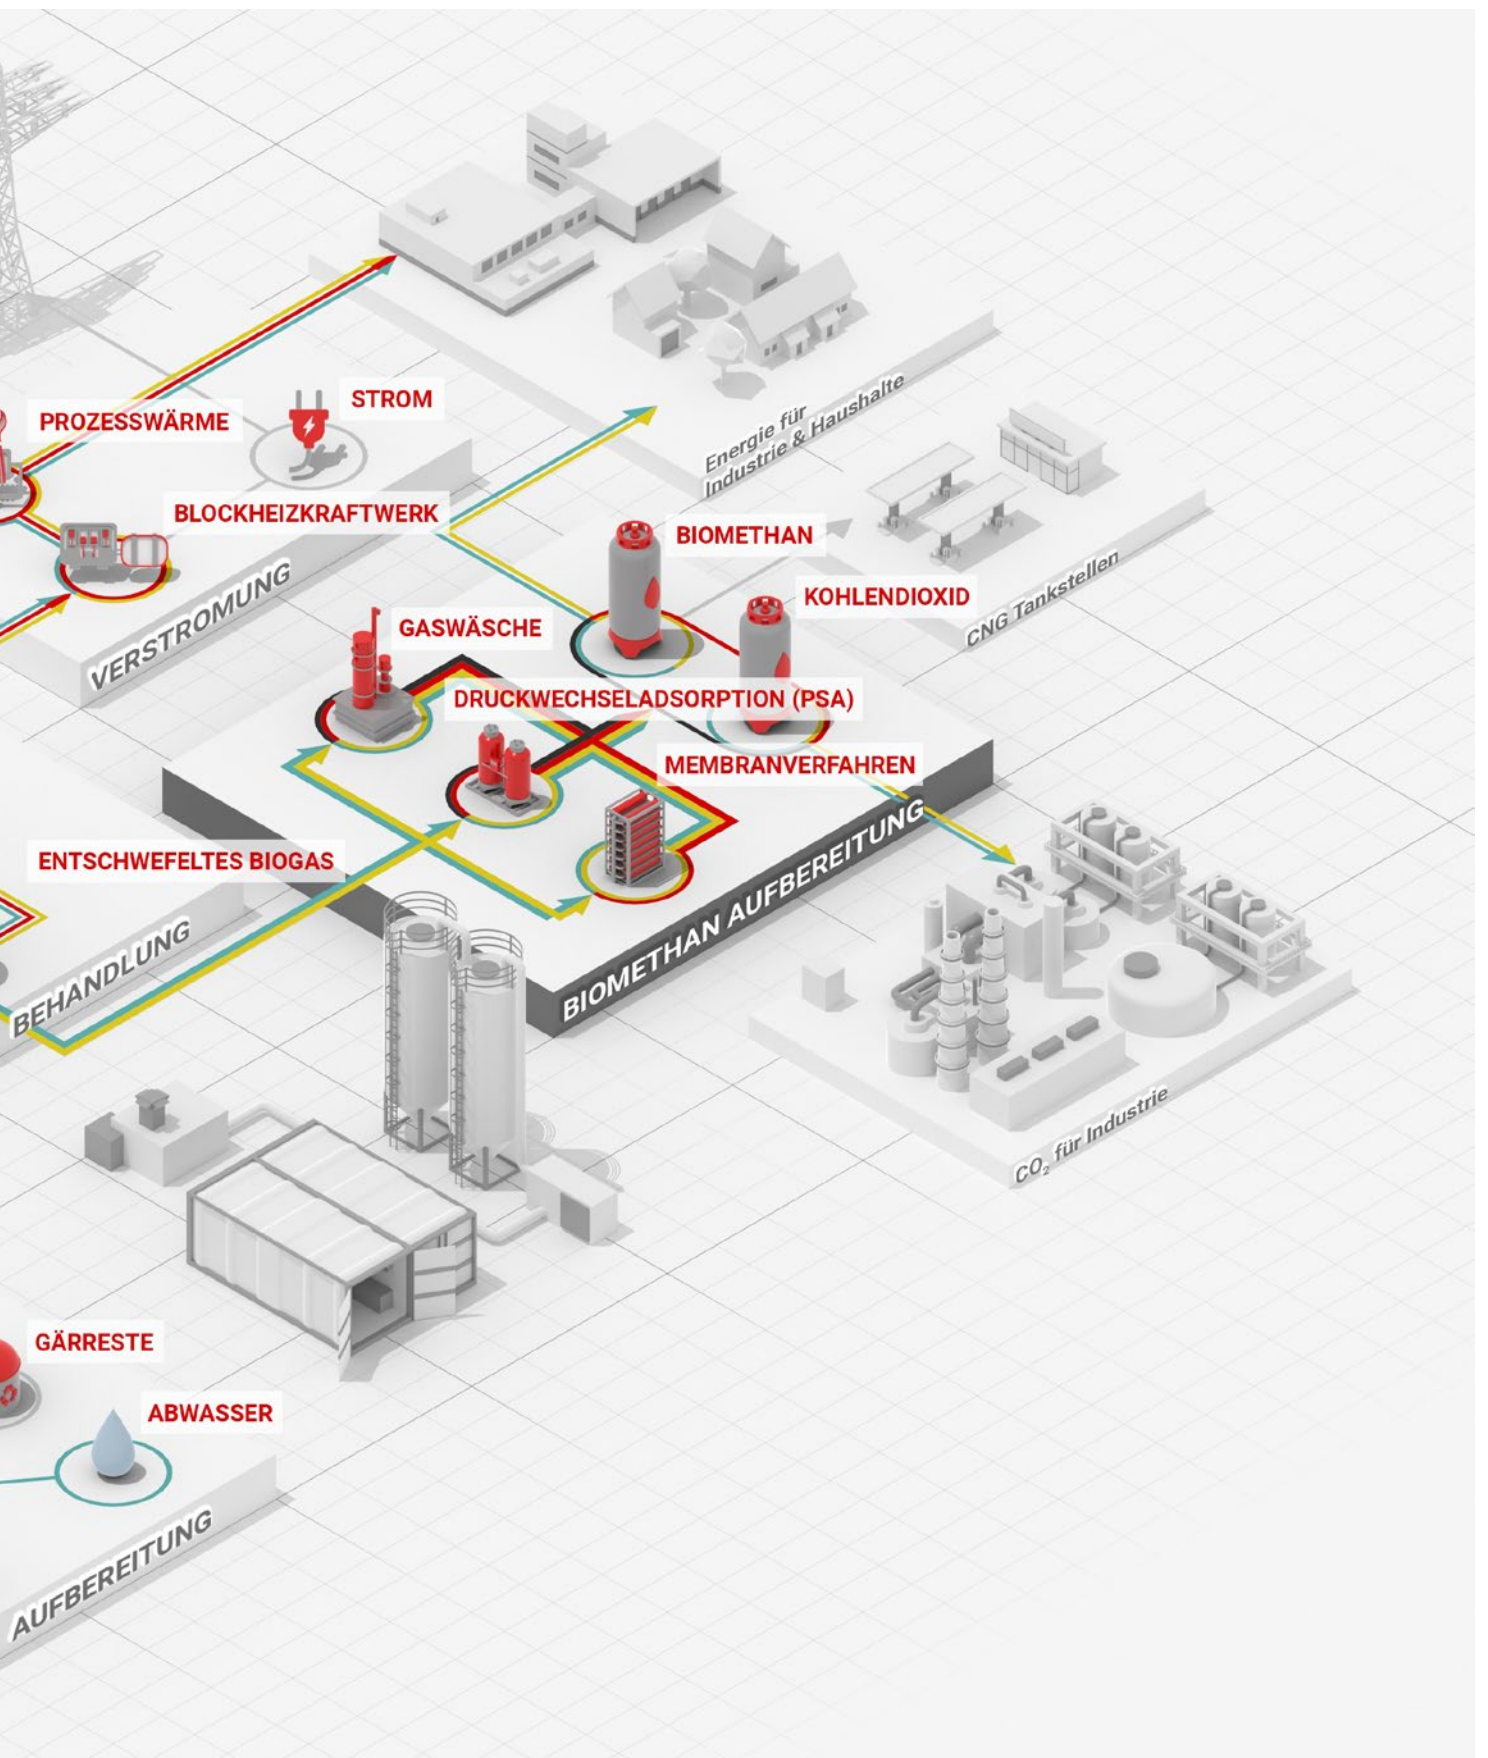 STROM
PROZESSWÄRME
Energie für
Industrie & Haushalte
BLOCKHEIZKRAFTWERK
BIOMETHAN
KOHLENDIOXID
CNG Tankstellen
VERSTROMUNG
GASWÄSCHE
DRUCKWECHSELADSORPTION (PSA)
MEMBRANVERFAHREN
ENTSCHWEFELTES BIOGAS
BIOMETHAN AUFBEREITUNG
BEHANDLUNG
CO₂ für Industrie
GÄRRESTE
ABWASSER
AUFBEREITUNG